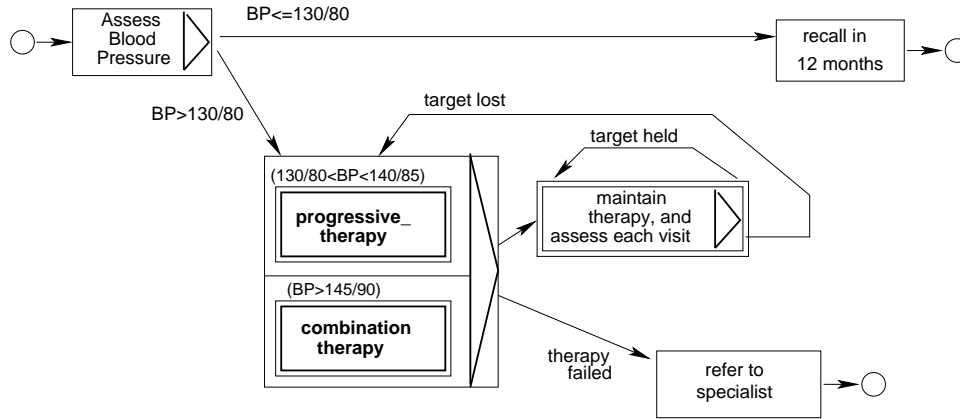 Assess
Blood
Pressure
BP<=130/80
recall in
12 months
BP>130/80
target lost
target held
(130/80<BP<140/85)
progressive_
therapy
maintain
therapy, and
assess each visit
(BP>145/90)
combination
therapy
therapy
failed
refer to
specialist